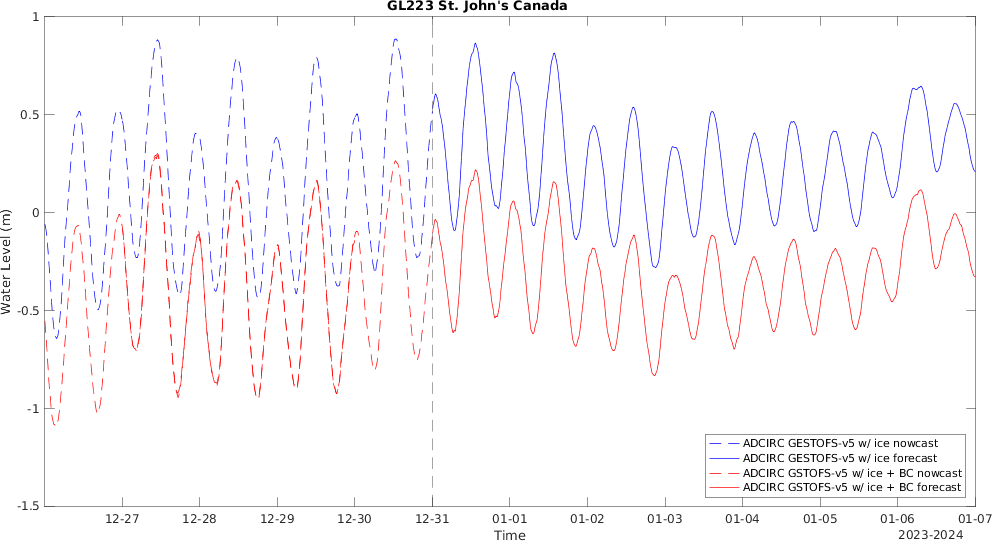 GL223 St. John's Canada
Water Level (m)
1
0.5
0
-0.5
-1
-1.5
12-27
12-28
12-29
12-30
12-31
01-01
01-02
01-03
01-04
01-05
01-06
01-07
Time
2023-2024
ADCIRC GESTOFS-v5 w/ ice nowcast
ADCIRC GESTOFS-v5 w/ ice forecast
ADCIRC GSTOFS-v5 w/ ice + BC nowcast
ADCIRC GSTOFS-v5 w/ ice + BC forecast